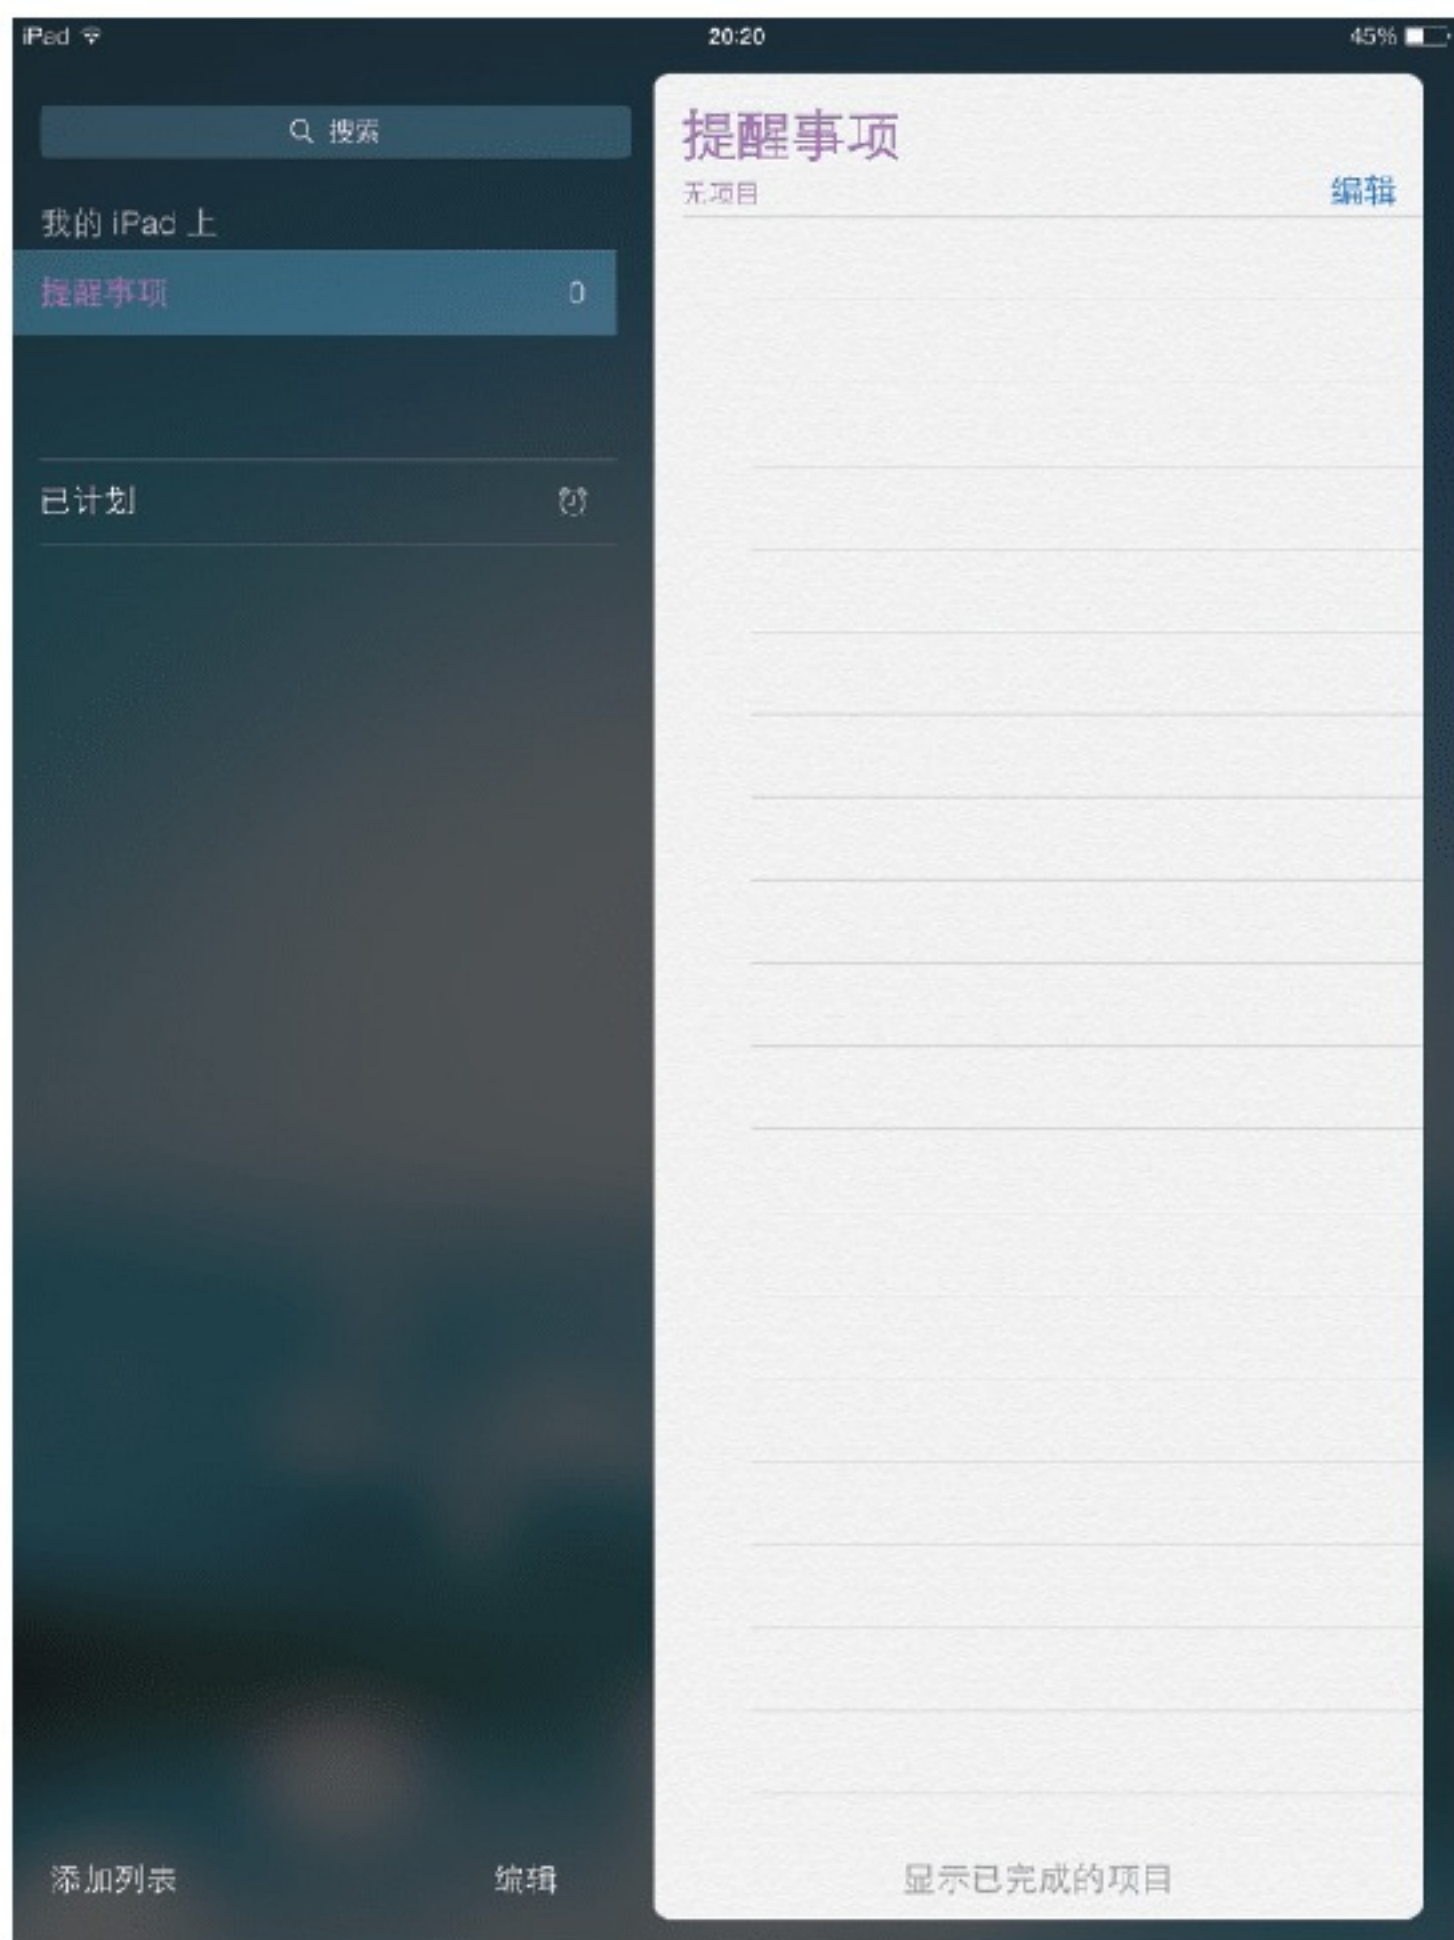 iPad
20:20
45%
搜索
我的 iPad 上
提醒事项
0
已计划
添加列表
编辑
提醒事项
无项目
编辑
显示已完成的项目